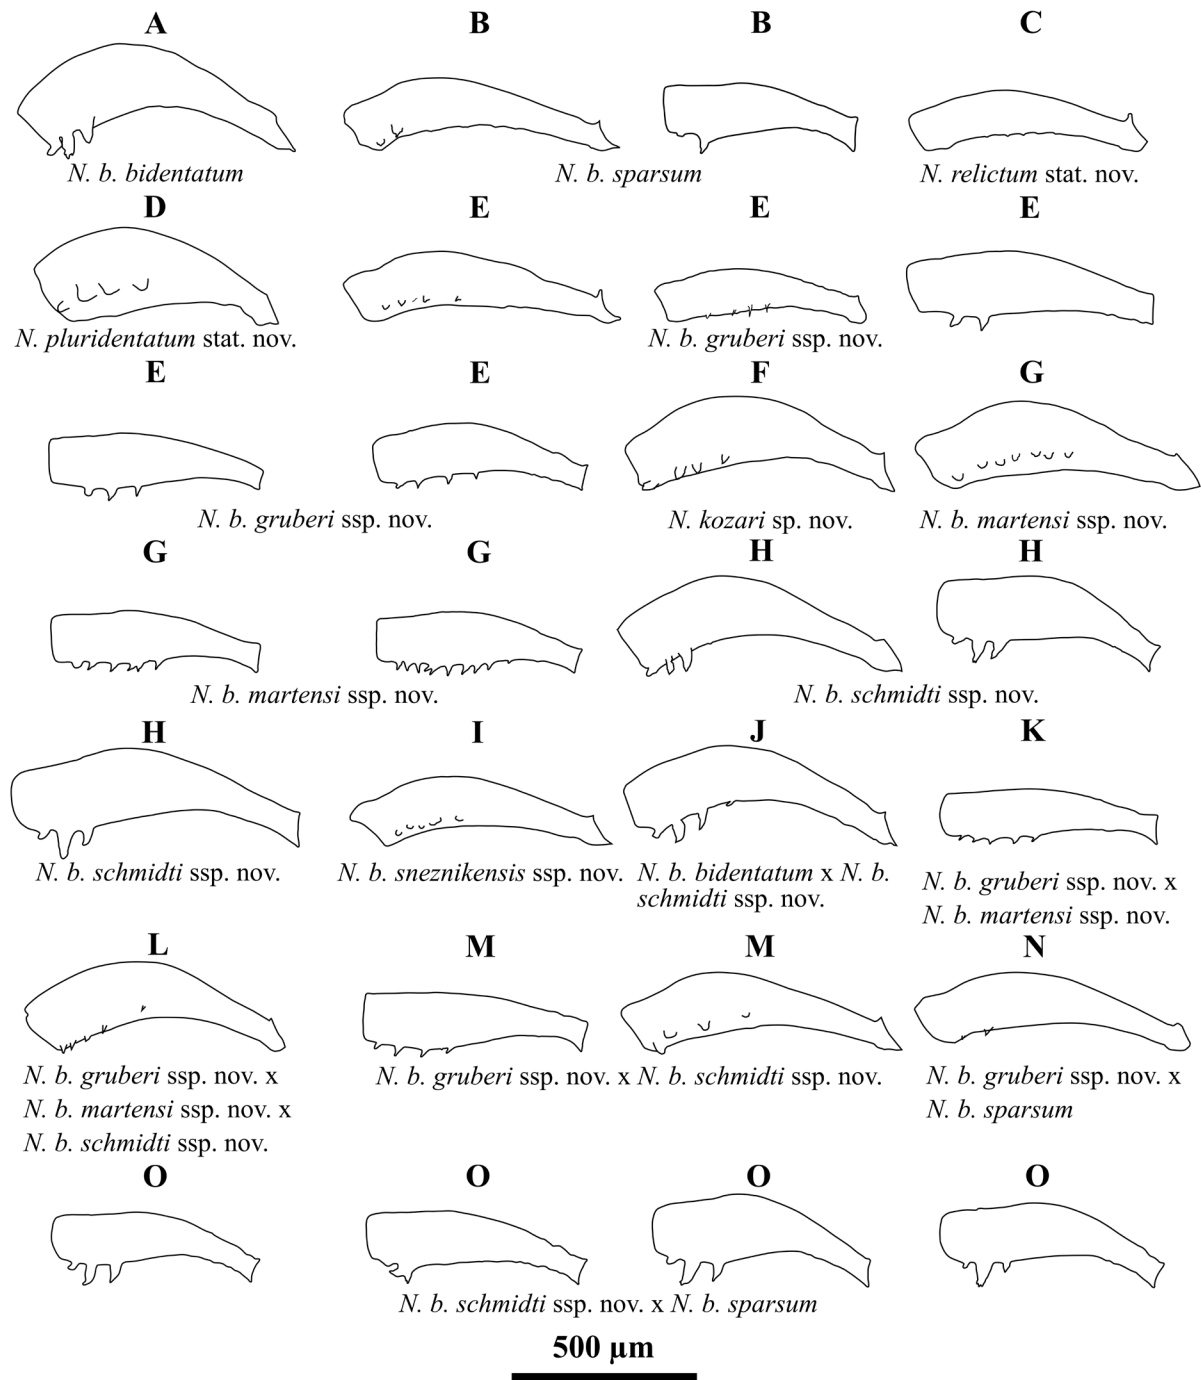 A B B C
N. b. bidentatum N. b. sparsum N. relictum stat. nov.
D E E E
N. pluridentatum stat. nov. N. b. gruberi ssp. nov.
E E F G
N. b. gruberi ssp. nov. N. kozari sp. nov. N. b. martensi ssp. nov.
G G H H
N. b. martensi ssp. nov. N. b. schmidti ssp. nov.
H I J K
N. b. schmidti ssp. nov. N. b. sneznikensis ssp. nov. N. b. bidentatum x N. b.
schmidti ssp. nov.
N. b. gruberi ssp. nov. x
N. b. martensi ssp. nov.
L M M N
N. b. gruberi ssp. nov. x
N. b. martensi ssp. nov. x
N. b. schmidti ssp. nov.
N. b. gruberi ssp. nov. x N. b. schmidti ssp. nov.
N. b. gruberi ssp. nov. x
N. b. sparsum
O O O O
N. b. schmidti ssp. nov. x N. b. sparsum
500 µm